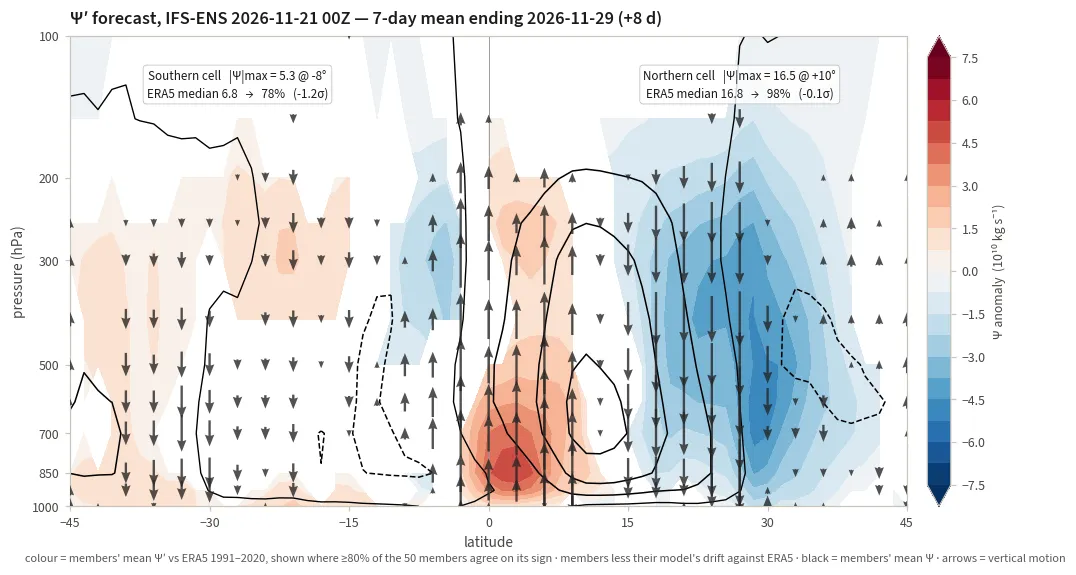 Ψ′ forecast, IFS-ENS 2026-11-21 00Z — 7-day mean ending 2026-11-29 (+8 d)
Southern cell |Ψ|max = 5.3 @ -8°
ERA5 median 6.8 → 78% (-1.2σ)
Northern cell |Ψ|max = 16.5 @ +10°
ERA5 median 16.8 → 98% (-0.1σ)
pressure (hPa)
100
200
300
400
500
700
850
1000
−45
−30
−15
0
15
30
45
latitude
7.5
6.0
4.5
3.0
1.5
0.0
−1.5
−3.0
−4.5
−6.0
−7.5
Ψ anomaly (10¹⁰ kg s⁻¹)
colour = members' mean Ψ′ vs ERA5 1991–2020, shown where ≥80% of the 50 members agree on its sign · members less their model's drift against ERA5 · black = members' mean Ψ · arrows = vertical motion